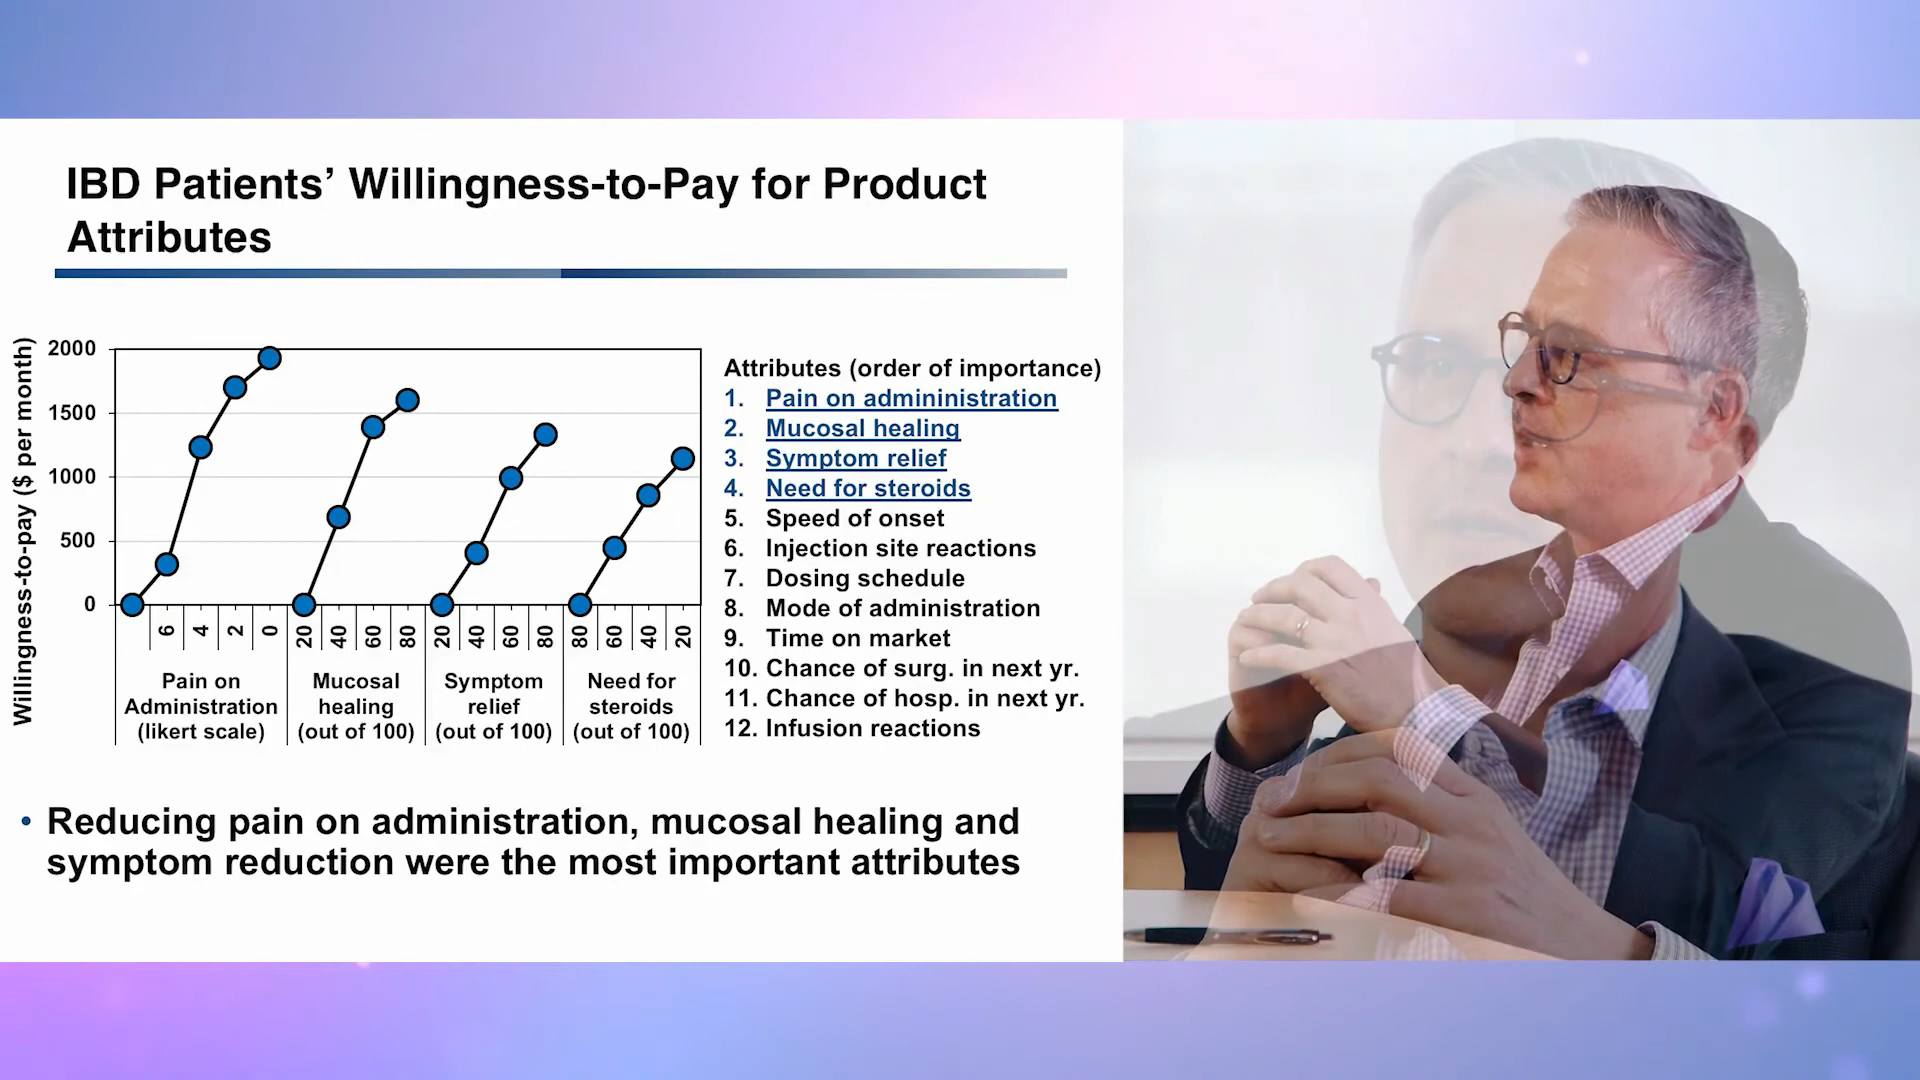 IBD Patients’ Willingness-to-Pay for Product
Attributes
Willingness-to-pay ($ per month)
2000
1500
1000
500
0
6 4 2 0 20 40 60 80 20 40 60 80 80 60 40 20
Pain on
Administration
(likert scale)
Mucosal
healing
(out of 100)
Symptom
relief
(out of 100)
Need for
steroids
(out of 100)
Attributes (order of importance)
1. Pain on admininistration
2. Mucosal healing
3. Symptom relief
4. Need for steroids
5. Speed of onset
6. Injection site reactions
7. Dosing schedule
8. Mode of administration
9. Time on market
10. Chance of surg. in next yr.
11. Chance of hosp. in next yr.
12. Infusion reactions
• Reducing pain on administration, mucosal healing and
symptom reduction were the most important attributes